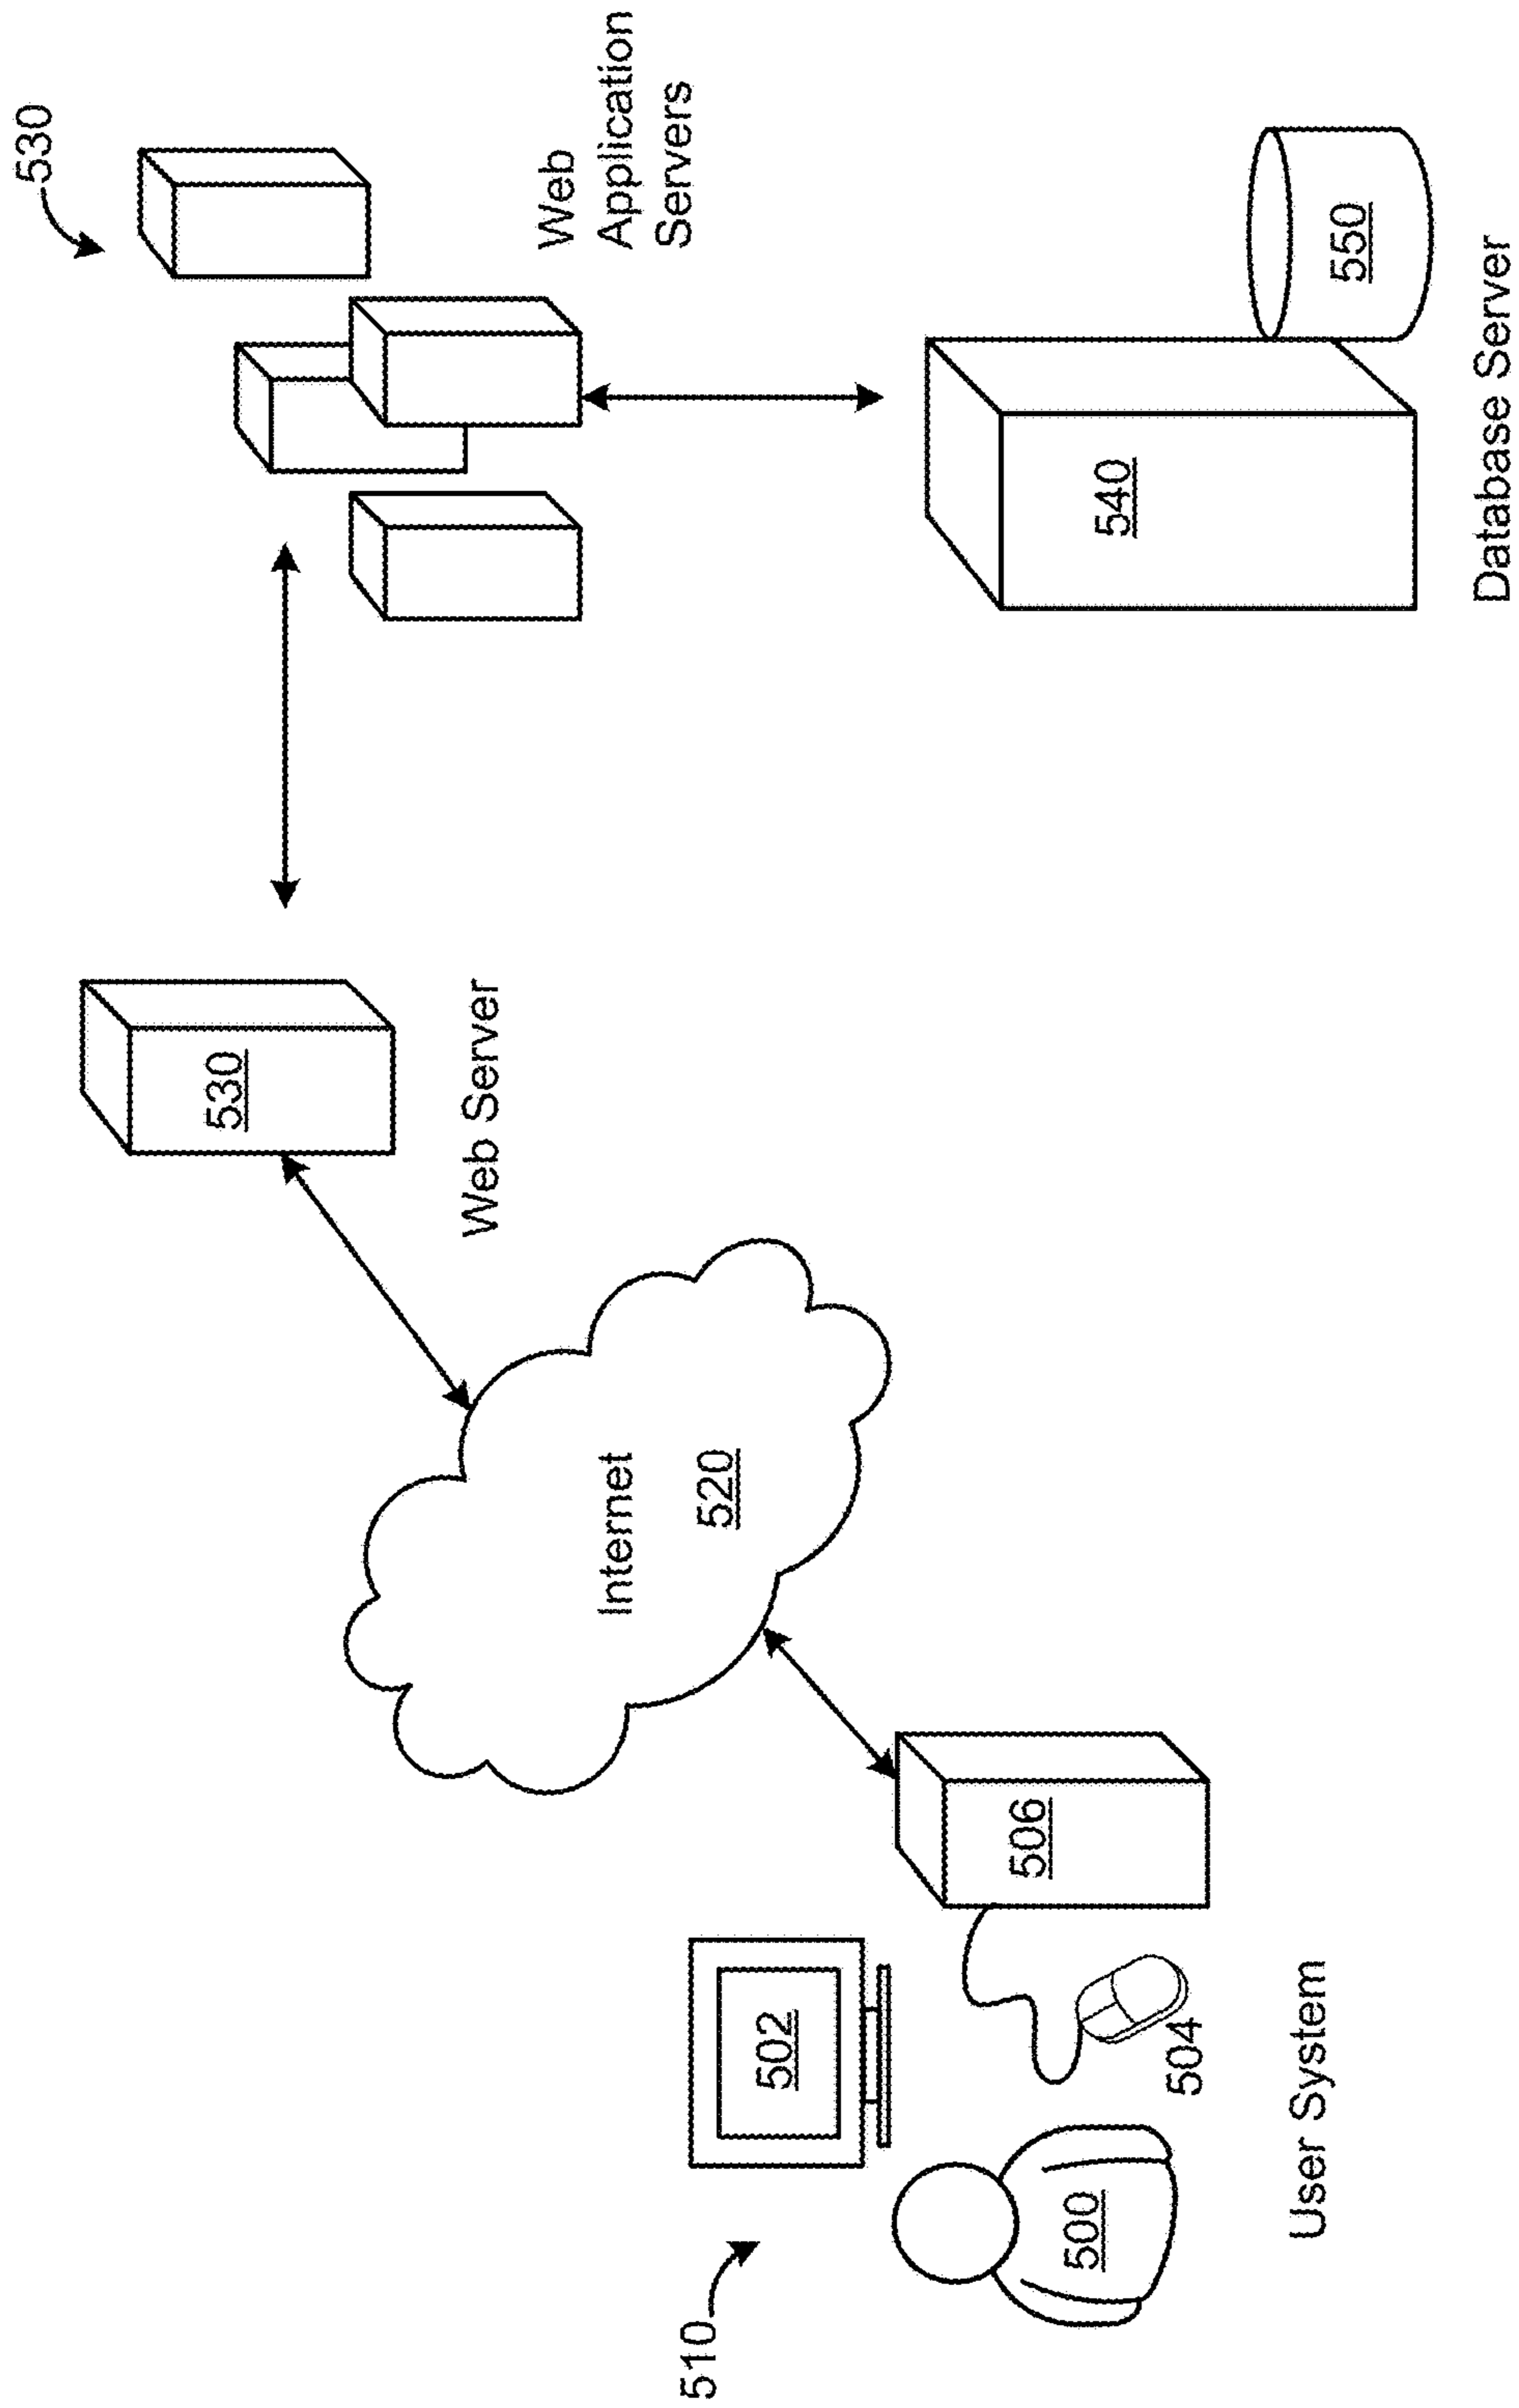 530
Web
Application
Servers
530
Web Server
550
540
Database Server
Internet
520
506
502
504
500
510
User System